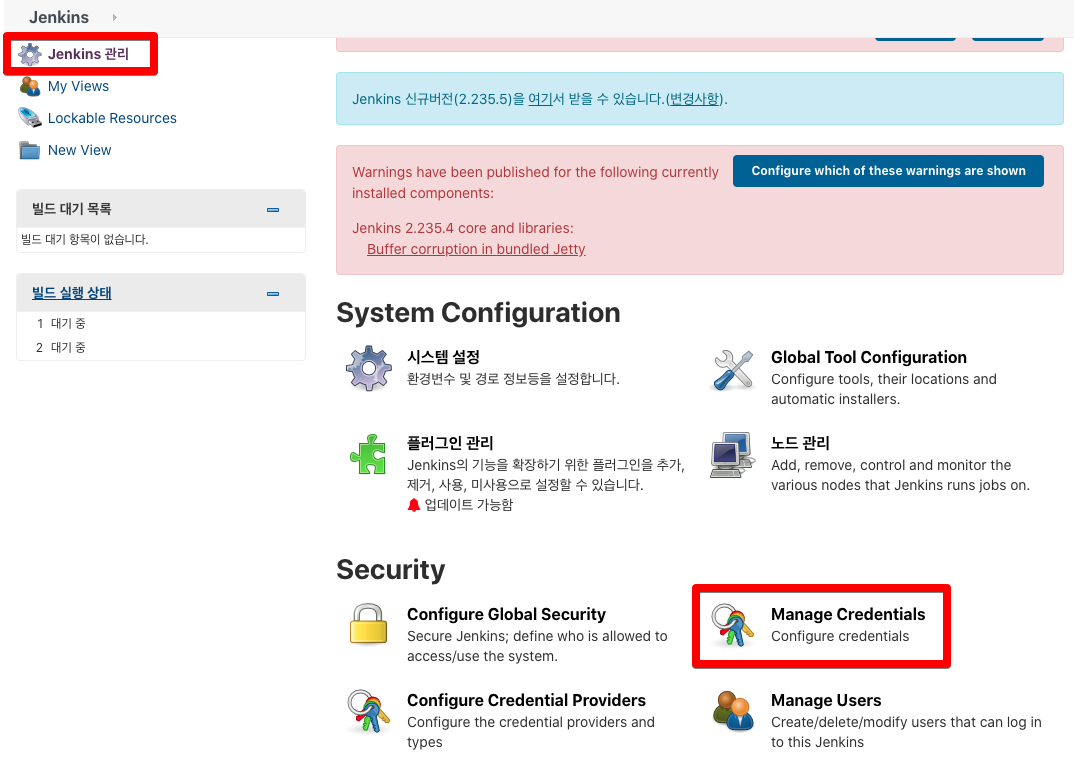 Jenkins
Jenkins 관리
My Views
Lockable Resources
New View
빌드 대기 목록
빌드 대기 항목이 없습니다.
빌드 실행 상태
1 대기 중
2 대기 중
Jenkins 신규버전(2.235.5)을 여기서 받을 수 있습니다.(변경사항).
Warnings have been published for the following currently
installed components:
Configure which of these warnings are shown
Jenkins 2.235.4 core and libraries:
Buffer corruption in bundled Jetty
System Configuration
시스템 설정
환경변수 및 경로 정보등을 설정합니다.
Global Tool Configuration
Configure tools, their locations and
automatic installers.
플러그인 관리
Jenkins의 기능을 확장하기 위한 플러그인을 추가,
제거, 사용, 미사용으로 설정할 수 있습니다.
업데이트 가능함
노드 관리
Add, remove, control and monitor the
various nodes that Jenkins runs jobs on.
Security
Configure Global Security
Secure Jenkins; define who is allowed to
access/use the system.
Manage Credentials
Configure credentials
Configure Credential Providers
Configure the credential providers and
types
Manage Users
Create/delete/modify users that can log in
to this Jenkins